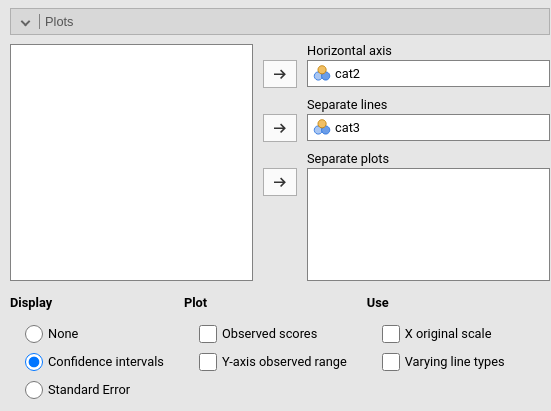 Plots
Horizontal axis
cat2
Separate lines
cat3
Separate plots
Display
Plot
Use
None
Observed scores
X original scale
Confidence intervals
Y-axis observed range
Varying line types
Standard Error